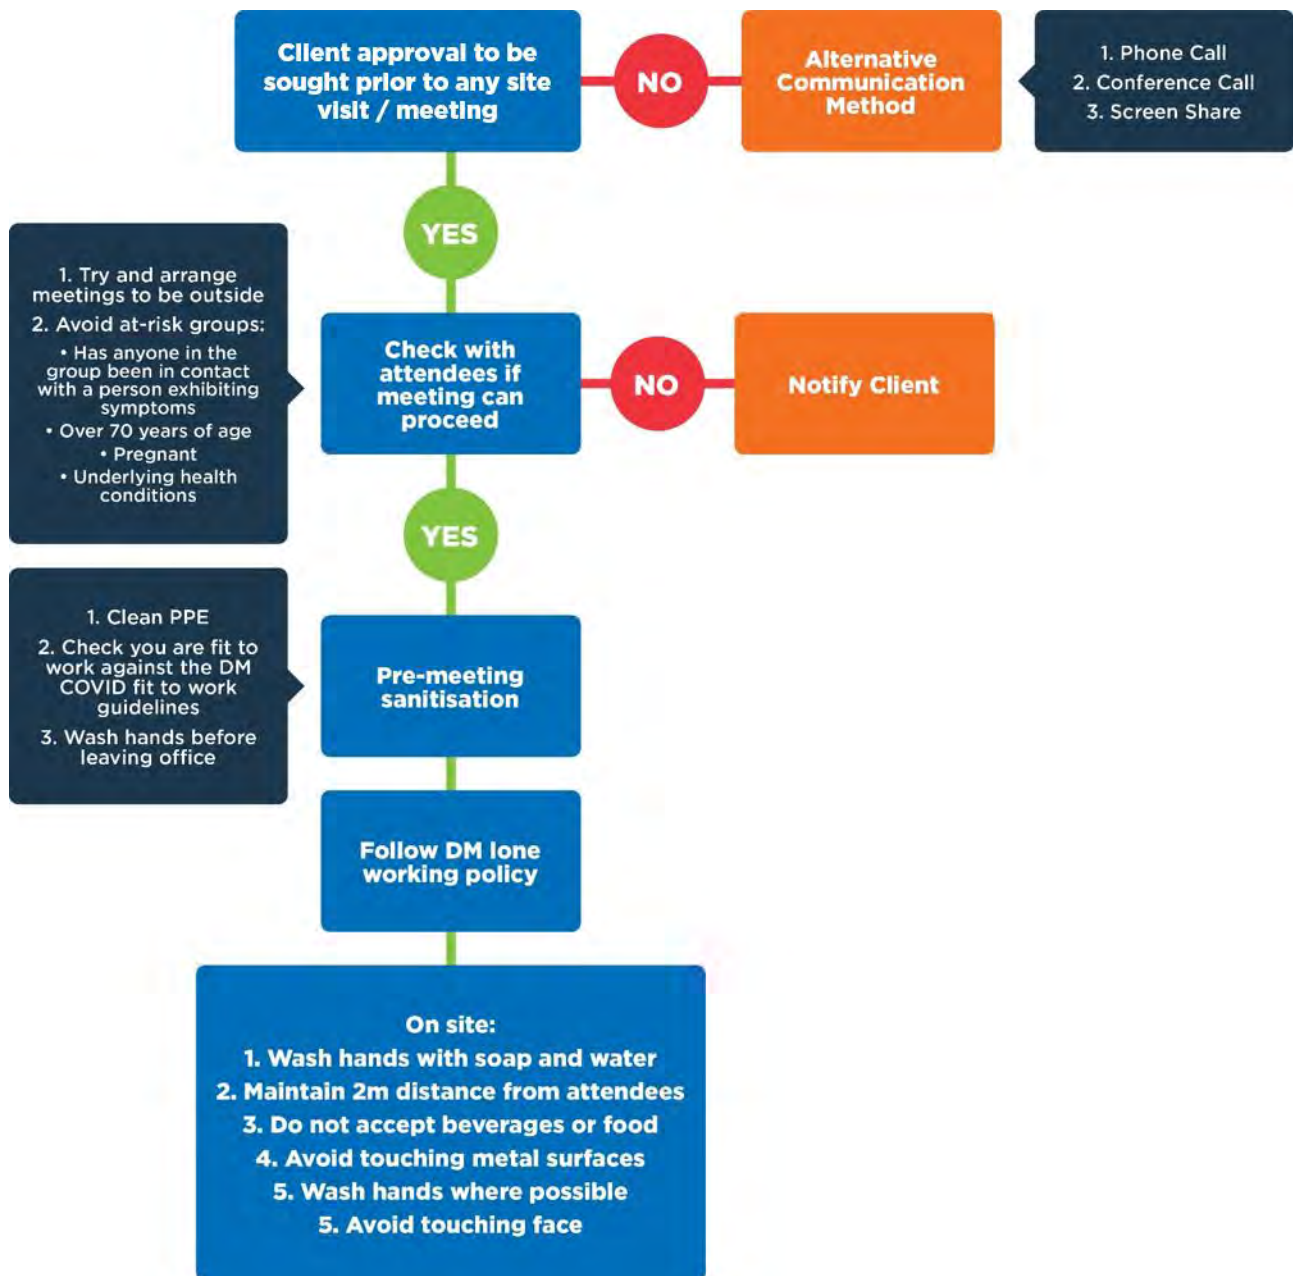 Client approval to be
sought prior to any site
visit / meeting
NO
Alternative
Communication
Method
1. Phone Call
2. Conference Call
3. Screen Share
YES
1. Try and arrange
meetings to be outside
2. Avoid at-risk groups:
• Has anyone in the
group been in contact
with a person exhibiting
symptoms
• Over 70 years of age
• Pregnant
• Underlying health
conditions
Check with
attendees if
meeting can
proceed
NO
Notify Client
YES
1. Clean PPE
2. Check you are fit to
work against the DM
COVID fit to work
guidelines
3. Wash hands before
leaving office
Pre-meeting
sanitisation
Follow DM lone
working policy
On site:
1. Wash hands with soap and water
2. Maintain 2m distance from attendees
3. Do not accept beverages or food
4. Avoid touching metal surfaces
5. Wash hands where possible
5. Avoid touching face